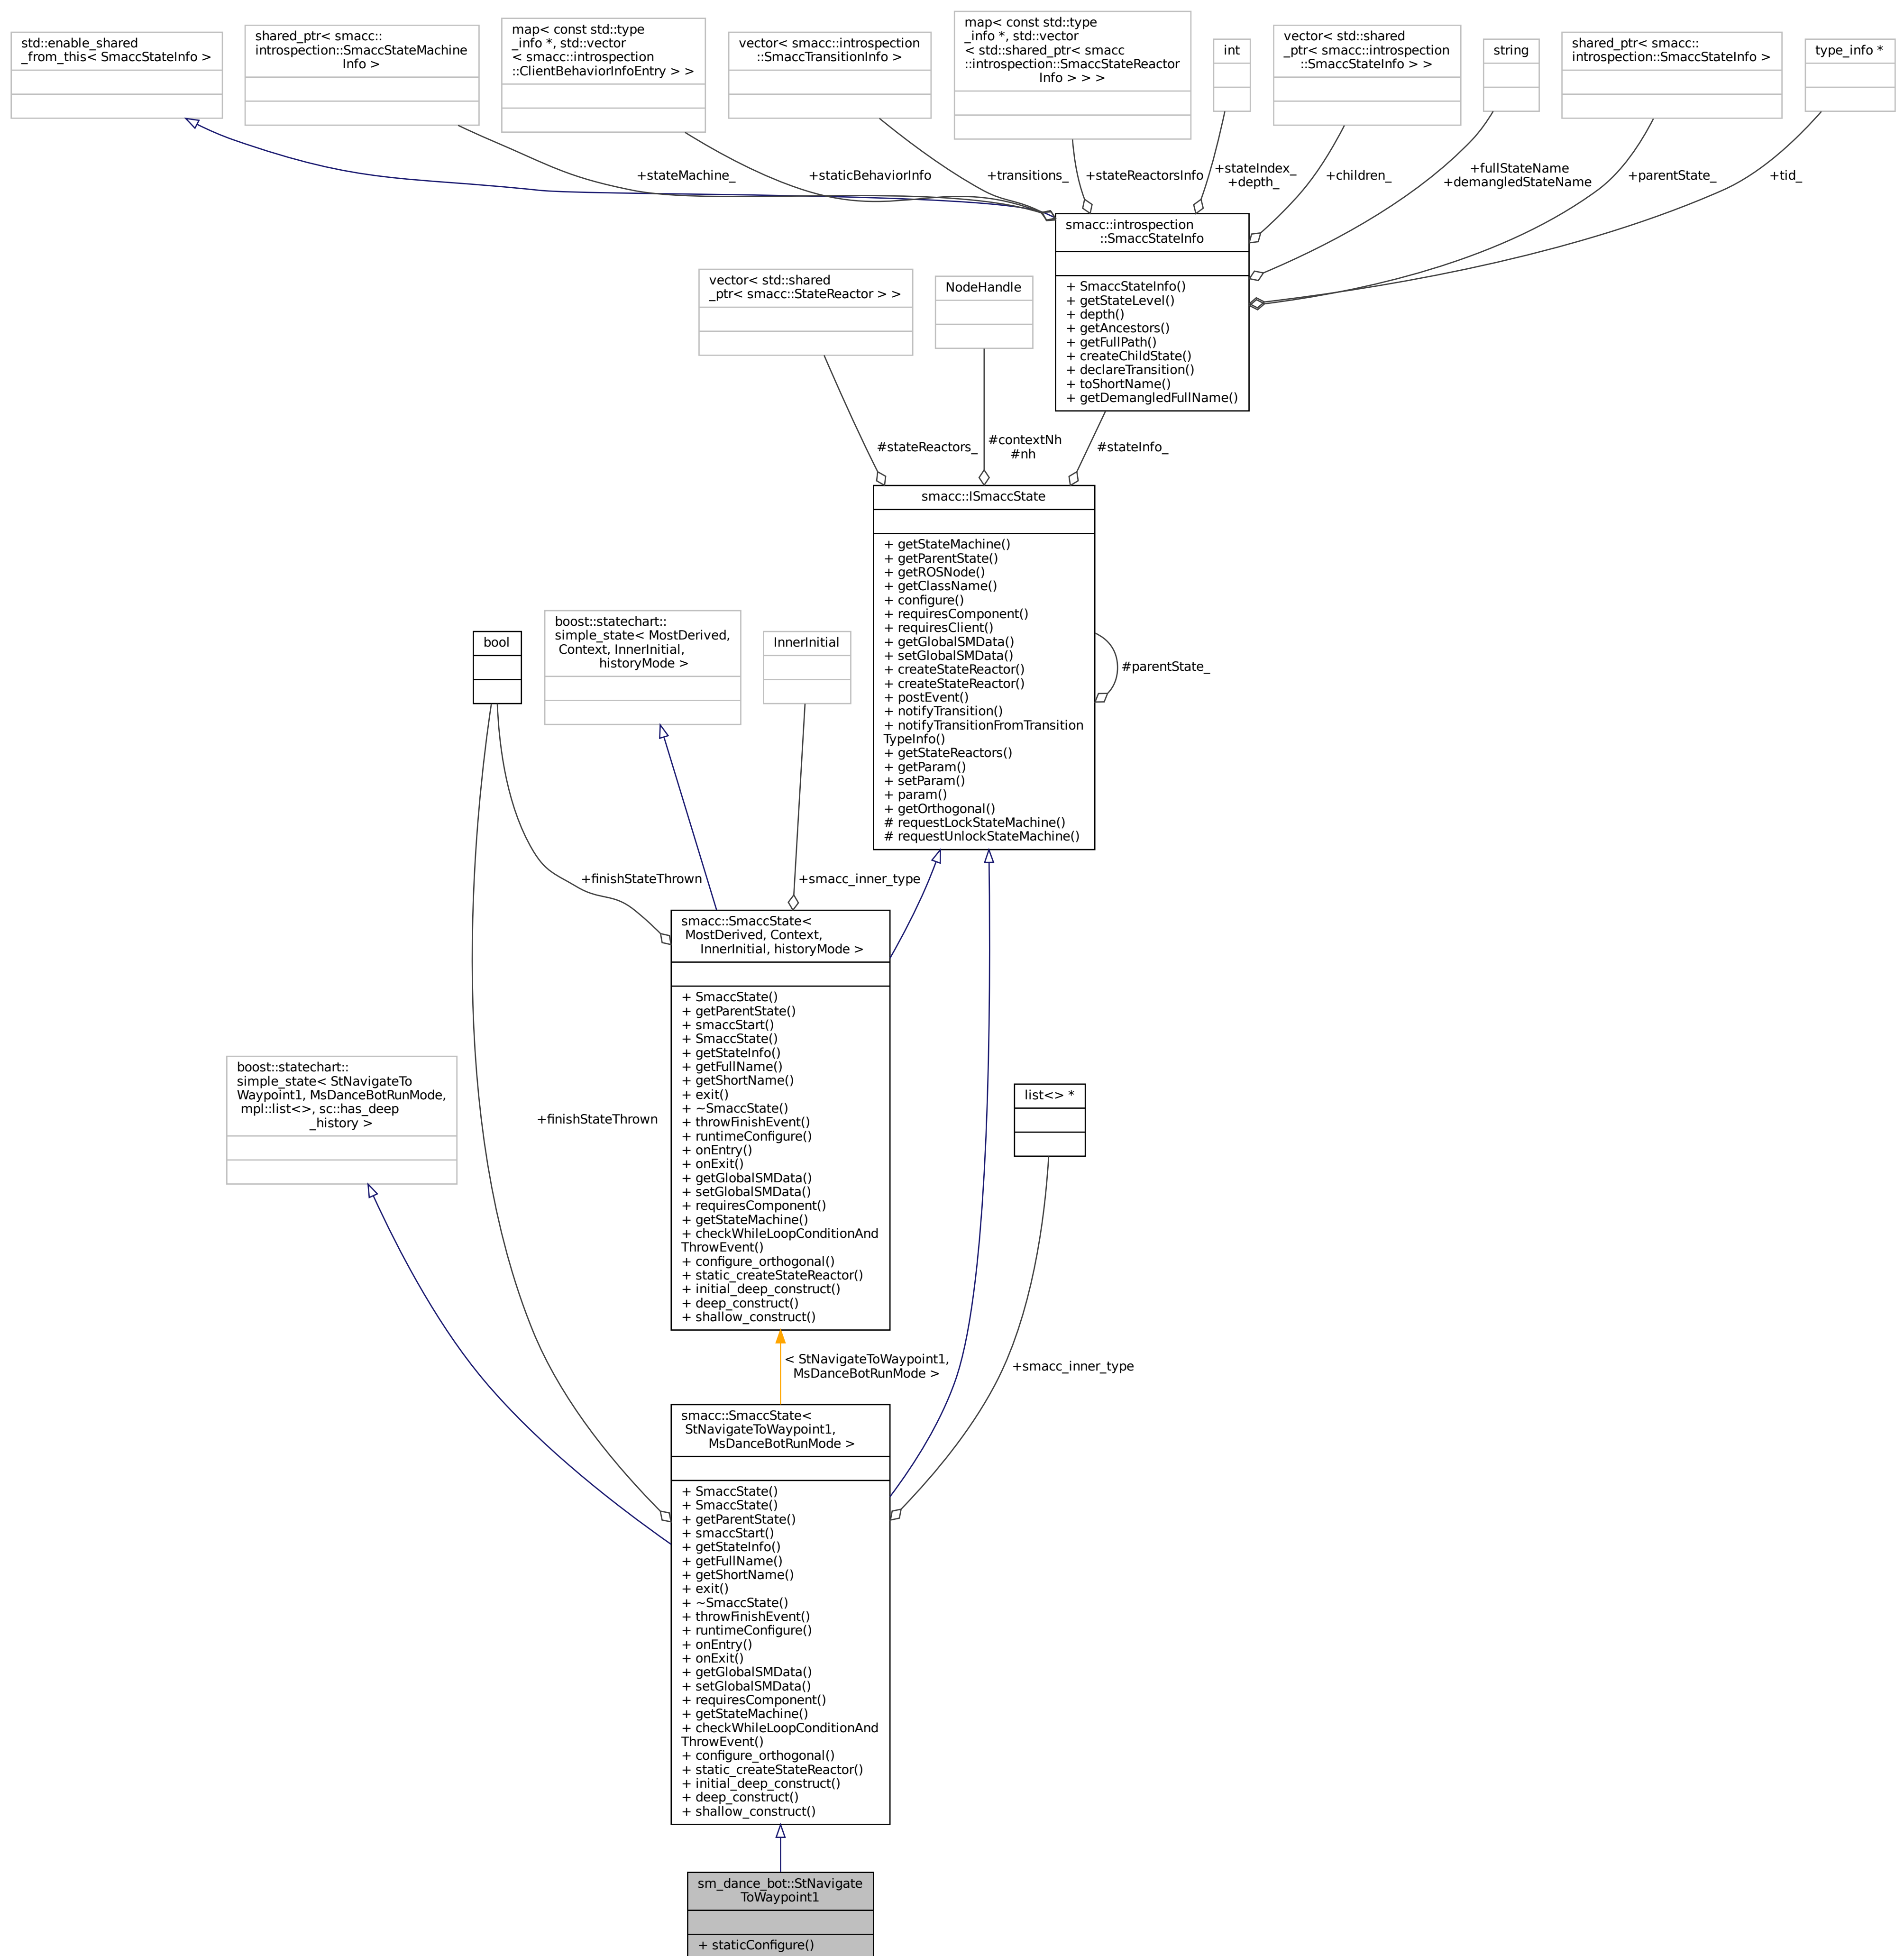 std::enable_shared
_from_this< SmaccStateInfo >
shared_ptr< smacc::
introspection::SmaccStateMachine
Info >
map< const std::type
_info *, std::vector
< smacc::introspection
::ClientBehaviorInfoEntry > >
vector< smacc::introspection
::SmaccTransitionInfo >
map< const std::type
_info *, std::vector
< std::shared_ptr< smacc
::introspection::SmaccStateReactor
Info > > >
int
vector< std::shared
_ptr< smacc::introspection
::SmaccStateInfo > >
string
shared_ptr< smacc::
introspection::SmaccStateInfo >
type_info *
+stateMachine_
+staticBehaviorInfo
+transitions_
+stateReactorsInfo
+stateIndex_
+depth_
+children_
+fullStateName
+demangledStateName
+parentState_
+tid_
smacc::introspection
::SmaccStateInfo
+ SmaccStateInfo()
+ getStateLevel()
+ depth()
+ getAncestors()
+ getFullPath()
+ createChildState()
+ declareTransition()
+ toShortName()
+ getDemangledFullName()
vector< std::shared
_ptr< smacc::StateReactor > >
NodeHandle
#stateReactors_
#contextNh
#nh
#stateInfo_
smacc::ISmaccState
+ getStateMachine()
+ getParentState()
+ getROSNode()
+ getClassName()
+ configure()
+ requiresComponent()
+ requiresClient()
+ getGlobalSMData()
+ setGlobalSMData()
+ createStateReactor()
+ createStateReactor()
+ postEvent()
+ notifyTransition()
+ notifyTransitionFromTransition
TypeInfo()
+ getStateReactors()
+ getParam()
+ setParam()
+ param()
+ getOrthogonal()
# requestLockStateMachine()
# requestUnlockStateMachine()
#parentState_
bool
boost::statechart::
simple_state< MostDerived,
Context, InnerInitial,
historyMode >
InnerInitial
+finishStateThrown
+smacc_inner_type
smacc::SmaccState<
MostDerived, Context,
InnerInitial, historyMode >
+ SmaccState()
+ getParentState()
+ smaccStart()
+ SmaccState()
+ getStateInfo()
+ getFullName()
+ getShortName()
+ exit()
+ ~SmaccState()
+ throwFinishEvent()
+ runtimeConfigure()
+ onEntry()
+ onExit()
+ getGlobalSMData()
+ setGlobalSMData()
+ requiresComponent()
+ getStateMachine()
+ checkWhileLoopConditionAnd
ThrowEvent()
+ configure_orthogonal()
+ static_createStateReactor()
+ initial_deep_construct()
+ deep_construct()
+ shallow_construct()
boost::statechart::
simple_state< StNavigateTo
Waypoint1, MsDanceBotRunMode,
mpl::list<>, sc::has_deep
_history >
+finishStateThrown
list<> *
< StNavigateToWaypoint1,
MsDanceBotRunMode >
+smacc_inner_type
smacc::SmaccState<
StNavigateToWaypoint1,
MsDanceBotRunMode >
+ SmaccState()
+ SmaccState()
+ getParentState()
+ smaccStart()
+ getStateInfo()
+ getFullName()
+ getShortName()
+ exit()
+ ~SmaccState()
+ throwFinishEvent()
+ runtimeConfigure()
+ onEntry()
+ onExit()
+ getGlobalSMData()
+ setGlobalSMData()
+ requiresComponent()
+ getStateMachine()
+ checkWhileLoopConditionAnd
ThrowEvent()
+ configure_orthogonal()
+ static_createStateReactor()
+ initial_deep_construct()
+ deep_construct()
+ shallow_construct()
sm_dance_bot::StNavigate
ToWaypoint1
+ staticConfigure()